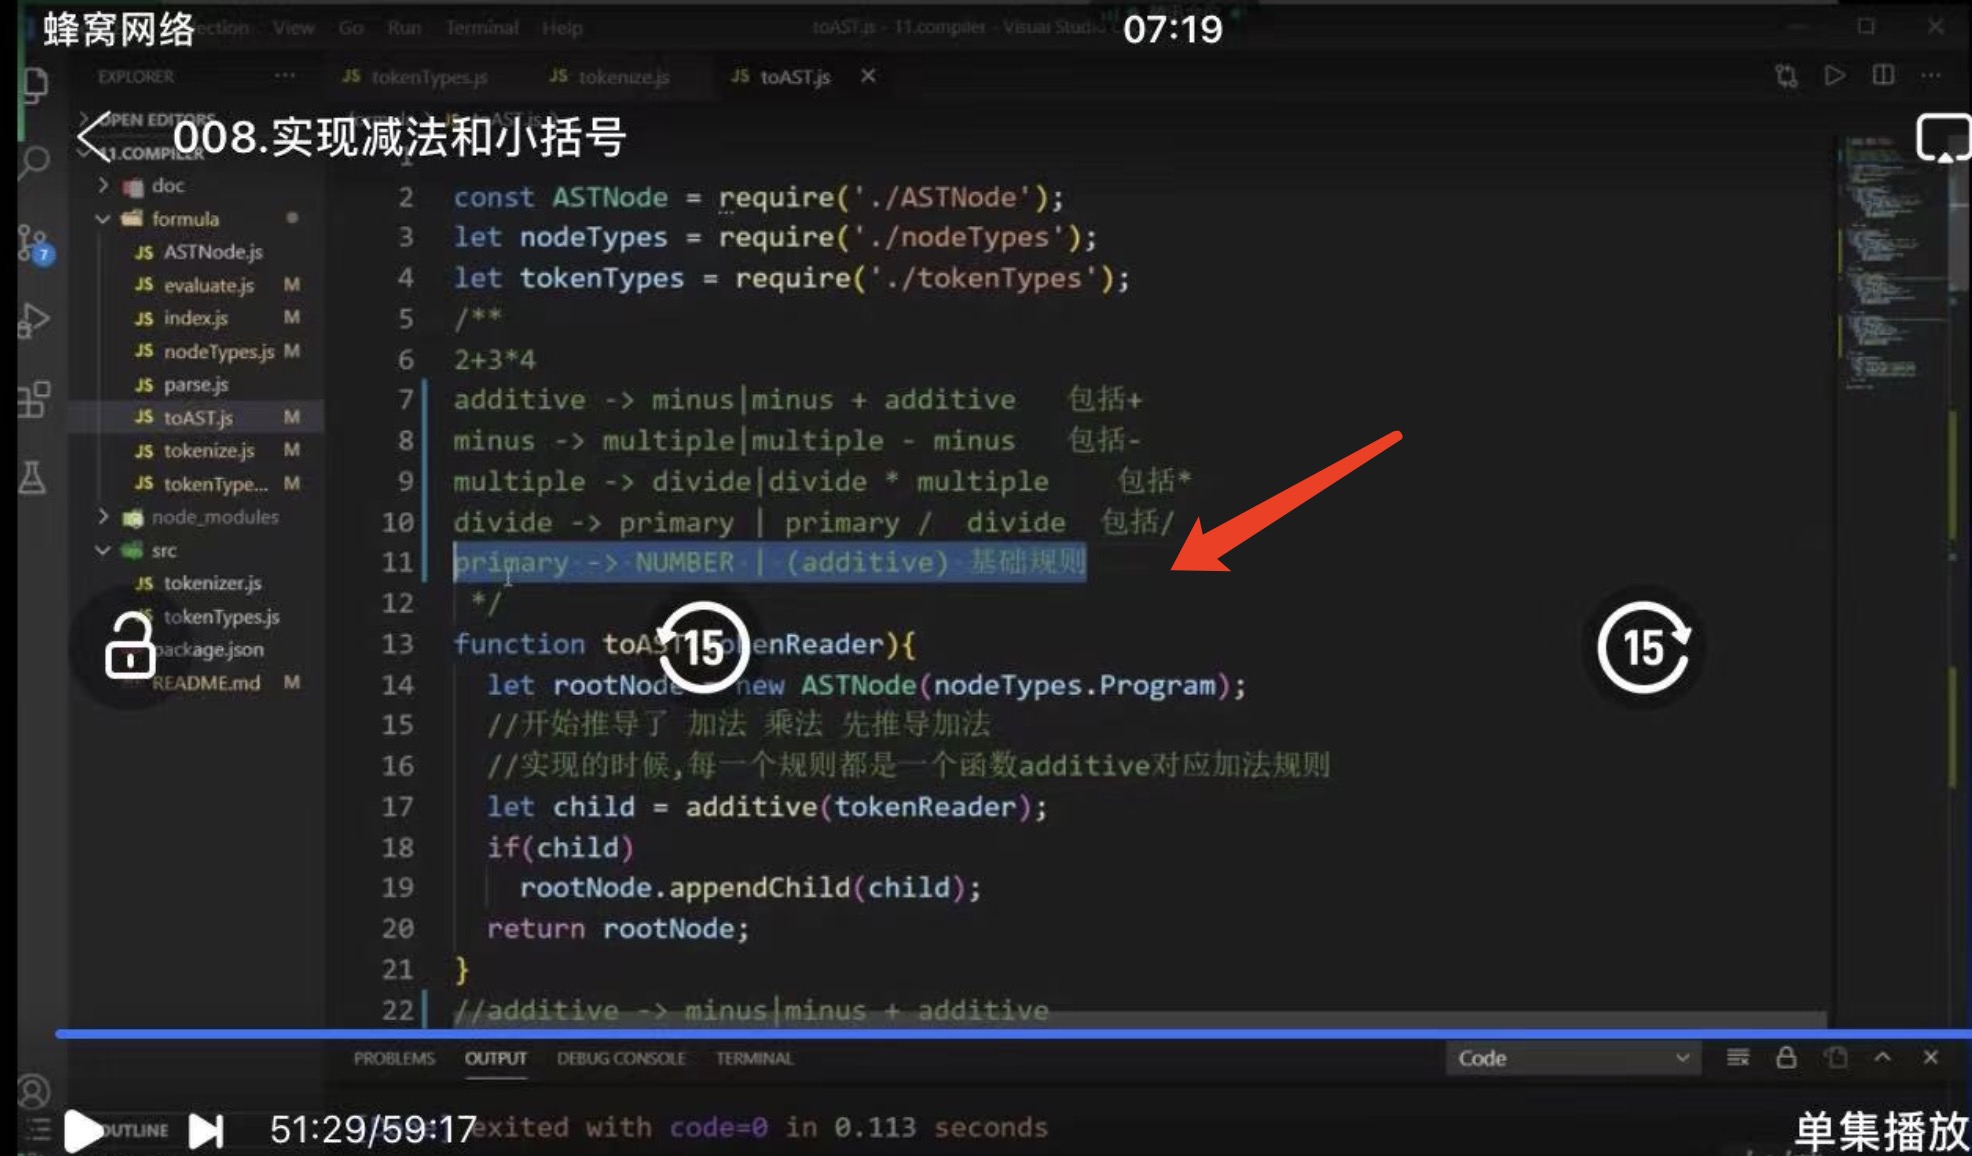 蜂窝网络
07:19
ection View Go Run Terminal Help
toAST.js - 11.compiler - Visual Studio
EXPLORER
JS tokenTypes.js
JS tokenize.js
JS toAST.js
OPEN EDITORS
008.实现减法和小括号
11.COMPILER
doc
formula
JS ASTNode.js
JS evaluate.js M
JS index.js M
JS nodeTypes.js M
JS parse.js
JS toAST.js M
JS tokenize.js M
JS tokenType... M
node_modules
src
JS tokenizer.js
tokenTypes.js
package.json
README.md M
7
1
2 const ASTNode = require('./ASTNode');
3 let nodeTypes = require('./nodeTypes');
4 let tokenTypes = require('./tokenTypes');
5 /**
6 2+3*4
7 additive -> minus|minus + additive 包括+
8 minus -> multiple|multiple - minus 包括-
9 multiple -> divide|divide * multiple 包括*
10 divide -> primary | primary / divide 包括/
11 primary -> NUMBER | (additive) 基础规则
12 */
13 function toAST enReader){
14 let rootNode = new ASTNode(nodeTypes.Program);
15 //开始推导了 加法 乘法 先推导加法
16 //实现的时候,每一个规则都是一个函数additive对应加法规则
17 let child = additive(tokenReader);
18 if(child)
19 rootNode.appendChild(child);
20 return rootNode;
21 }
22 //additive -> minus|minus + additive
15
15
PROBLEMS OUTPUT DEBUG CONSOLE TERMINAL
Code
OUTLINE
51:29/59:17
exited with code=0 in 0.113 seconds
单集播放